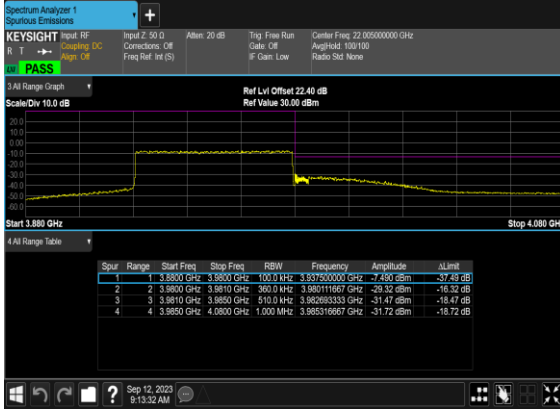 Spectrum Analyzer 1
Spurious Emissions
+
KEYSIGHT Input: RF Input Z: 50 Ω Atten: 20 dB Trig: Free Run Center Freq: 22.005000000 GHz
R T Coupling: DC Corrections: Off Gate: Off Avg|Hold: 100/100
Align: Off Freq Ref: Int (S) IF Gain: Low Radio Std: None
PASS
3 All Range Graph
Ref Lvl Offset 22.40 dB
Scale/Div 10.0 dB Ref Value 30.00 dBm
20.0
10.0
0.00
-10.0
-20.0
-30.0
-40.0
-50.0
-60.0
Start 3.880 GHz Stop 4.080 GHz
4 All Range Table
Spur Range Start Freq Stop Freq RBW Frequency Amplitude ΔLimit
1 1 3.8800 GHz 3.9800 GHz 100.0 kHz 3.937500000 GHz -7.490 dBm -37.49 dB
2 2 3.9800 GHz 3.9810 GHz 360.0 kHz 3.980111667 GHz -29.32 dBm -16.32 dB
3 3 3.9810 GHz 3.9850 GHz 510.0 kHz 3.982693333 GHz -31.47 dBm -18.47 dB
4 4 3.9850 GHz 4.0800 GHz 1.000 MHz 3.985316667 GHz -31.72 dBm -18.72 dB
?
Sep 12, 2023
9:13:32 AM